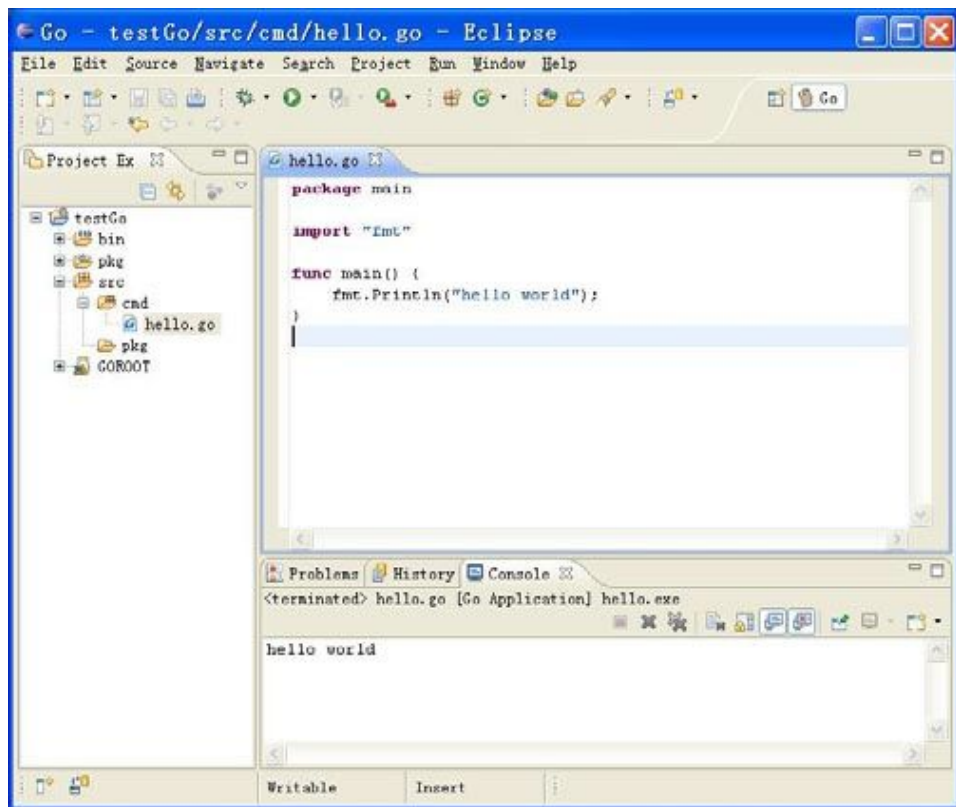 Go - testGo/src/cmd/hello.go - Eclipse
File Edit Source Navigate Search Project Run Window Help
Go
Project Ex
testGo
bin
pkg
src
cmd
hello.go
pkg
GOROOT
hello.go
package main
import "fmt"
func main() {
fmt.Println("hello world");
}
Problems History Console
<terminated> hello.go [Go Application] hello.exe
hello world
Writable Insert